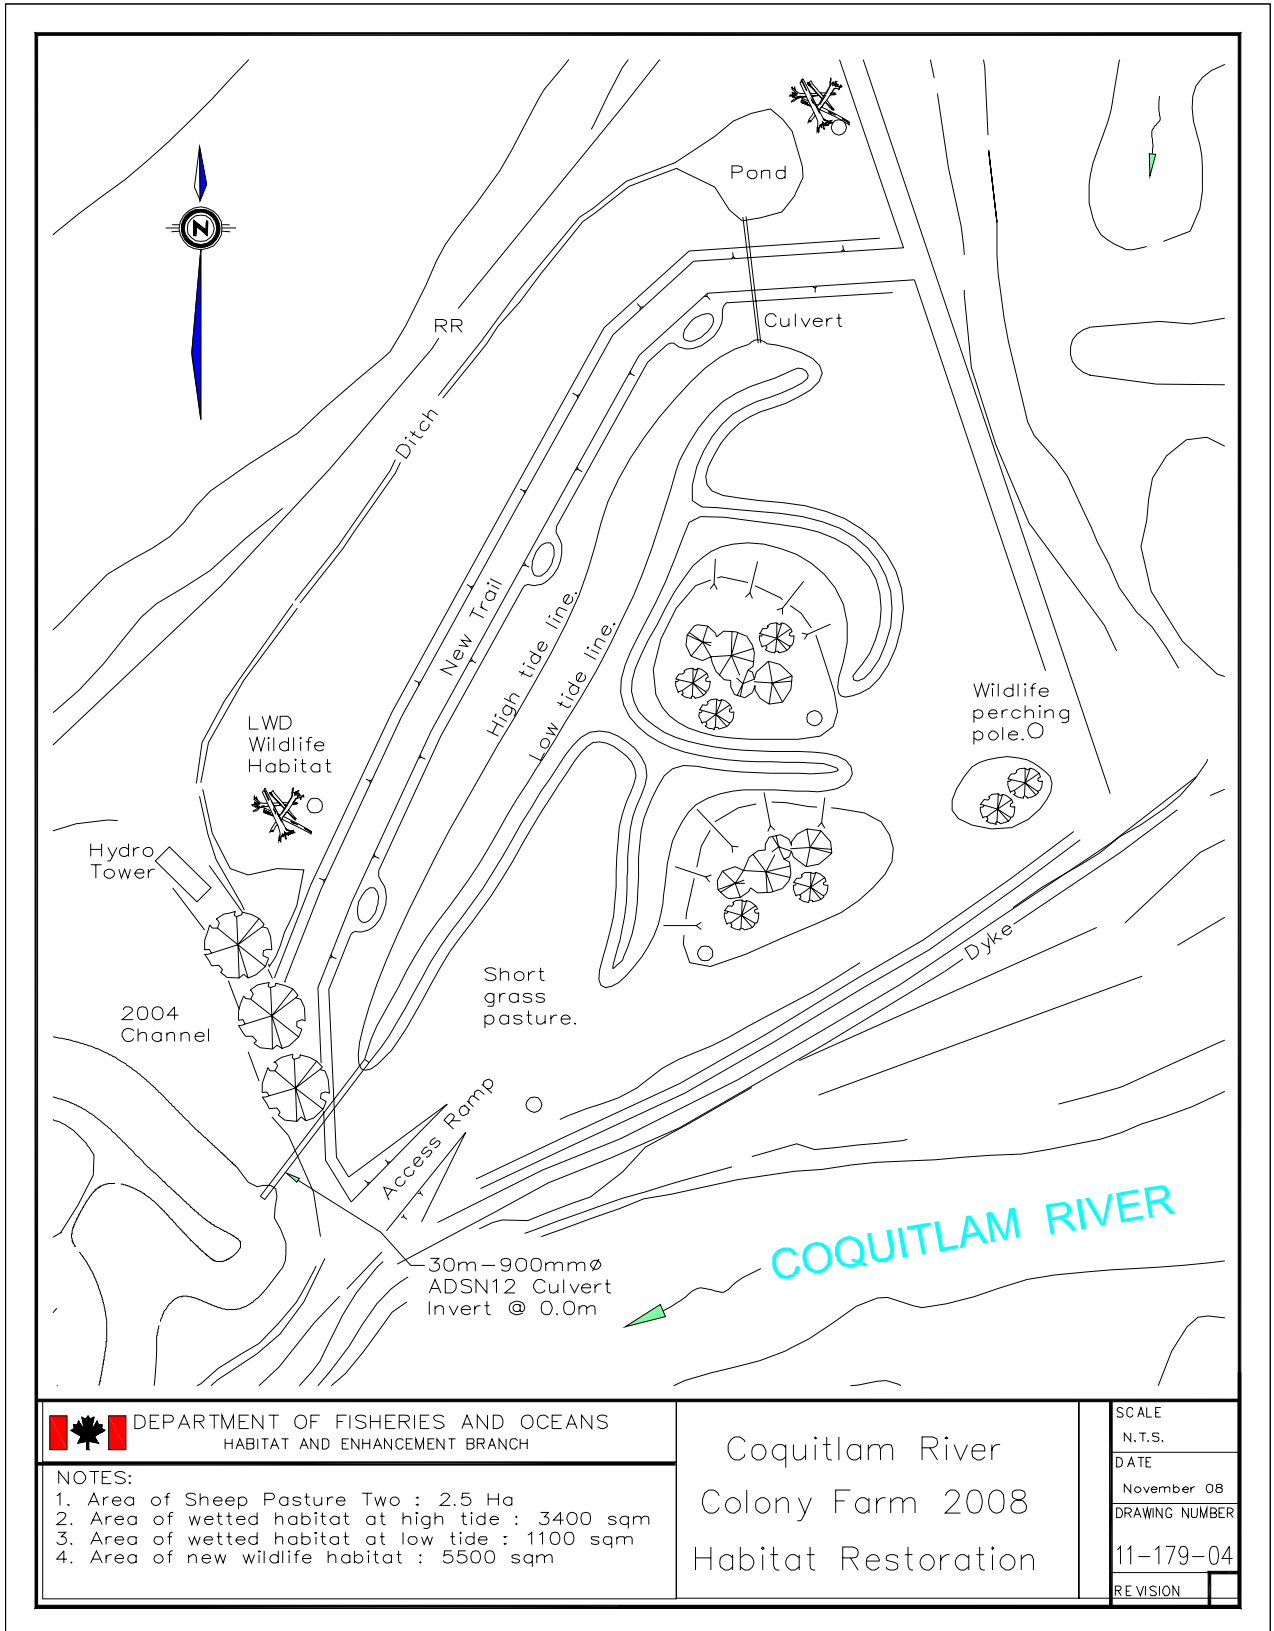 Pond
N
RR
Culvert
Ditch
New Trail
High tide line.
Low tide line.
Wildlife
perching
pole.
LWD
Wildlife
Habitat
Hydro
Tower
Dyke
Short
grass
pasture.
2004
Channel
Access Ramp
COQUITLAM RIVER
30m-900mmø
ADSN12 Culvert
Invert @ 0.0m
DEPARTMENT OF FISHERIES AND OCEANS
HABITAT AND ENHANCEMENT BRANCH
NOTES:
1. Area of Sheep Pasture Two : 2.5 Ha
2. Area of wetted habitat at high tide : 3400 sqm
3. Area of wetted habitat at low tide : 1100 sqm
4. Area of new wildlife habitat : 5500 sqm
Coquitlam River
Colony Farm 2008
Habitat Restoration
SCALE
N.T.S.
DATE
November 08
DRAWING NUMBER
11-179-04
REVISION